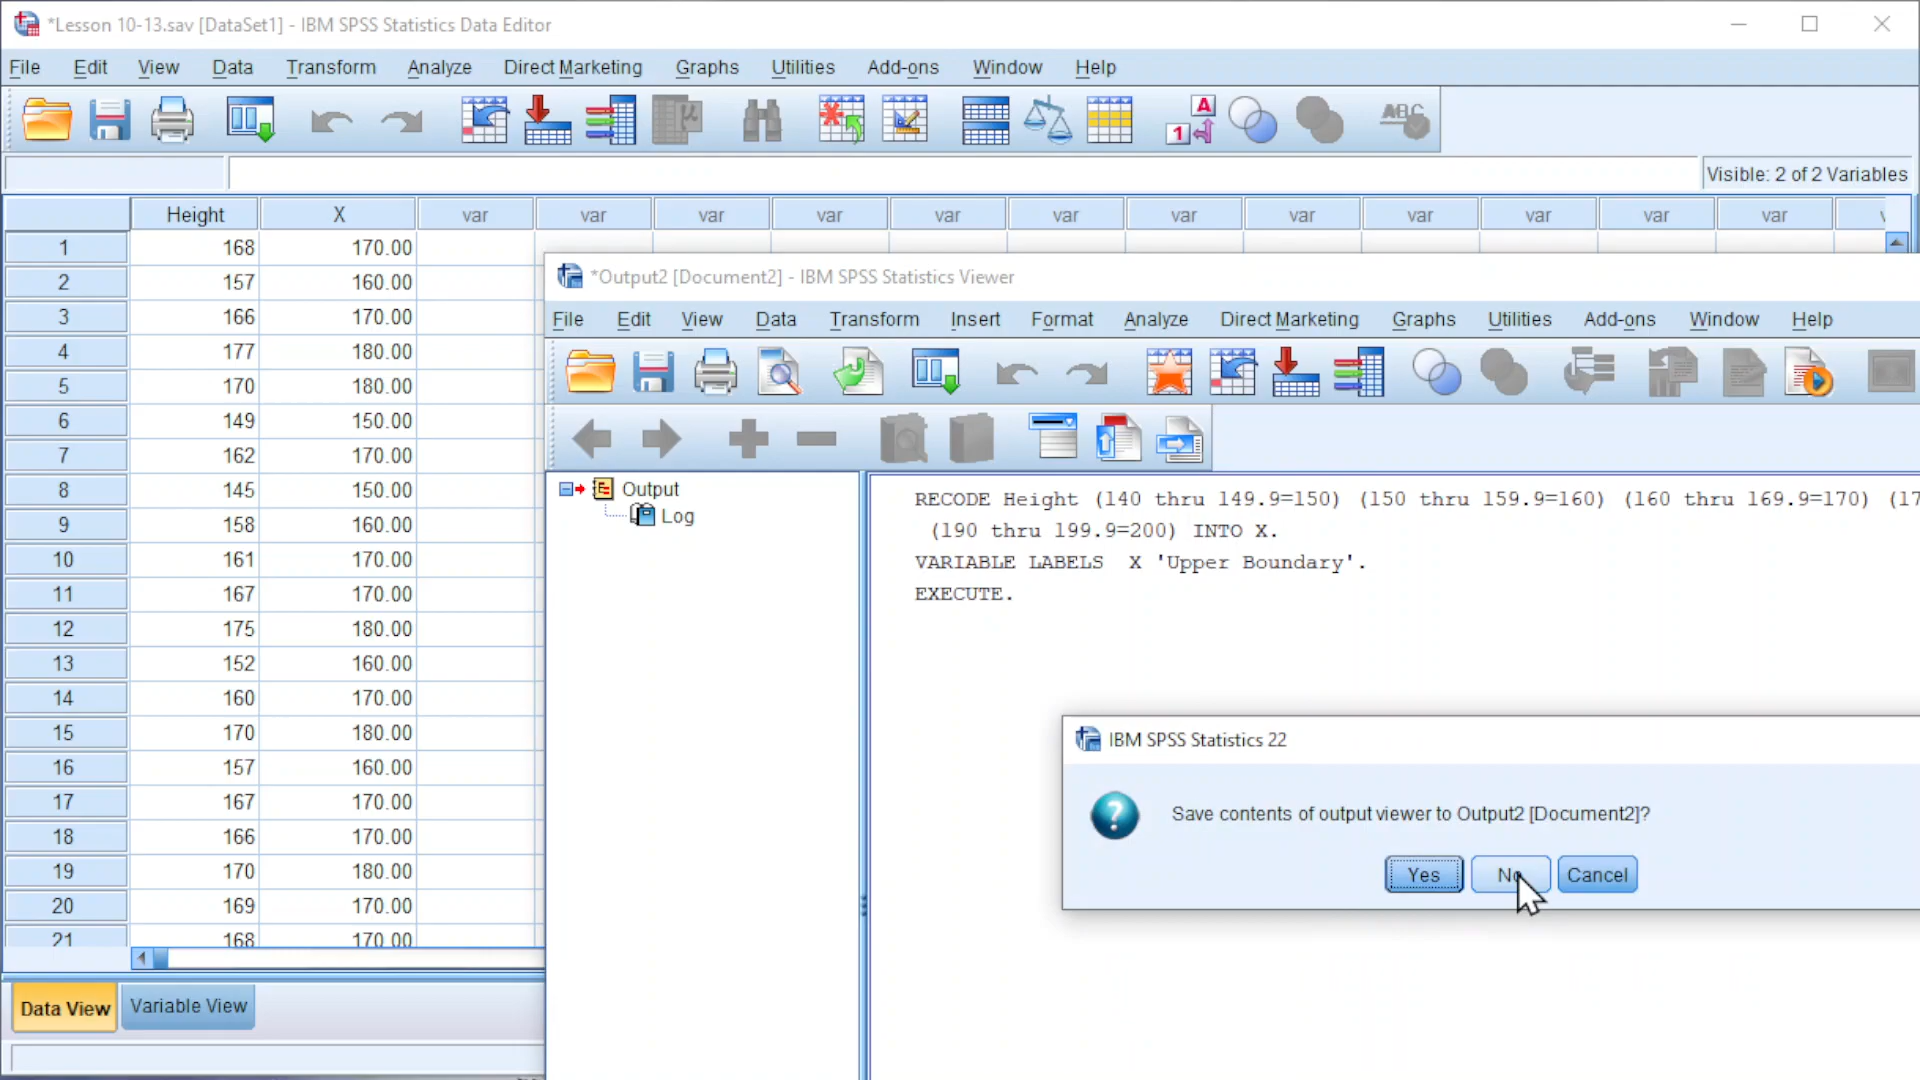 *Lesson 10-13.sav [DataSet1] - IBM SPSS Statistics Data Editor
File Edit View Data Transform Analyze Direct Marketing Graphs Utilities Add-ons Window Help
Visible: 2 of 2 Variables
Height X var var var var var var var var var var var var
1 168 170.00
2 157 160.00
3 166 170.00
4 177 180.00
5 170 180.00
6 149 150.00
7 162 170.00
8 145 150.00
9 158 160.00
10 161 170.00
11 167 170.00
12 175 180.00
13 152 160.00
14 160 170.00
15 170 180.00
16 157 160.00
17 167 170.00
18 166 170.00
19 170 180.00
20 169 170.00
21 168 170.00
Data View Variable View
*Output2 [Document2] - IBM SPSS Statistics Viewer
File Edit View Data Transform Insert Format Analyze Direct Marketing Graphs Utilities Add-ons Window Help
Output
Log
RECODE Height (140 thru 149.9=150) (150 thru 159.9=160) (160 thru 169.9=170) (17
(190 thru 199.9=200) INTO X.
VARIABLE LABELS X 'Upper Boundary'.
EXECUTE.
IBM SPSS Statistics 22
Save contents of output viewer to Output2 [Document2]?
Yes No Cancel